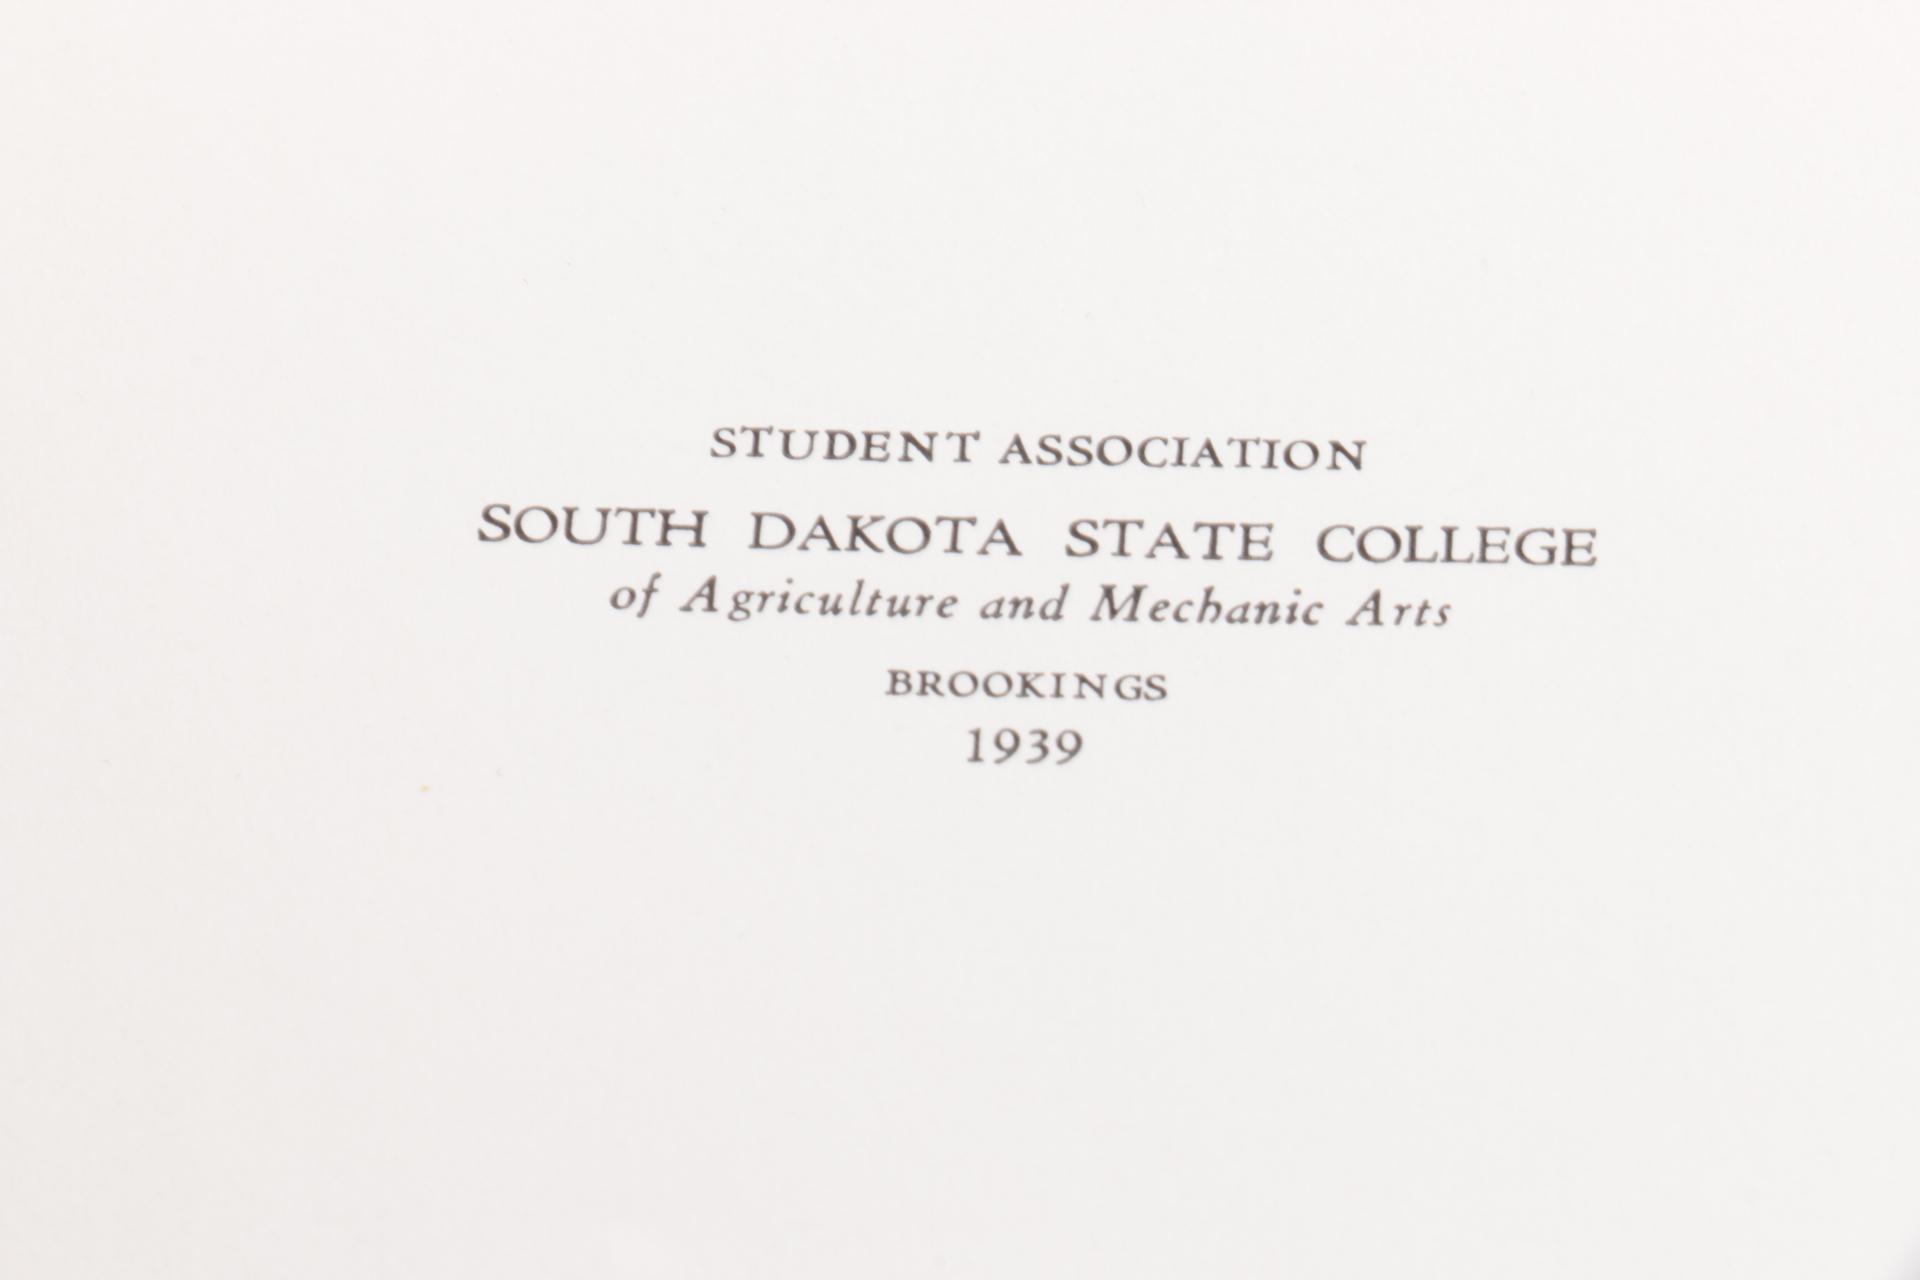 STUDENT ASSOCIATION
SOUTH DAKOTA STATE COLLEGE
of Agriculture and Mechanic Arts
BROOKINGS
1939